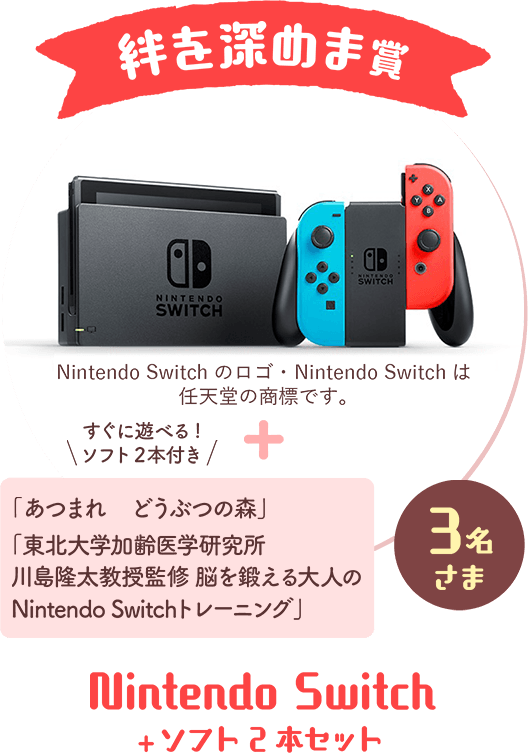 絆を深めま賞
NINTENDO
SWITCH
X
Y
A
B
NINTENDO
SWITCH
Nintendo Switch のロゴ・Nintendo Switch は
任天堂の商標です。
すぐに遊べる！
\ ソフト2本付き /
+
「あつまれ　どうぶつの森」
「東北大学加齢医学研究所
川島隆太教授監修 脳を鍛える大人の
Nintendo Switchトレーニング」
3名
さま
Nintendo Switch
+ソフト2本セット